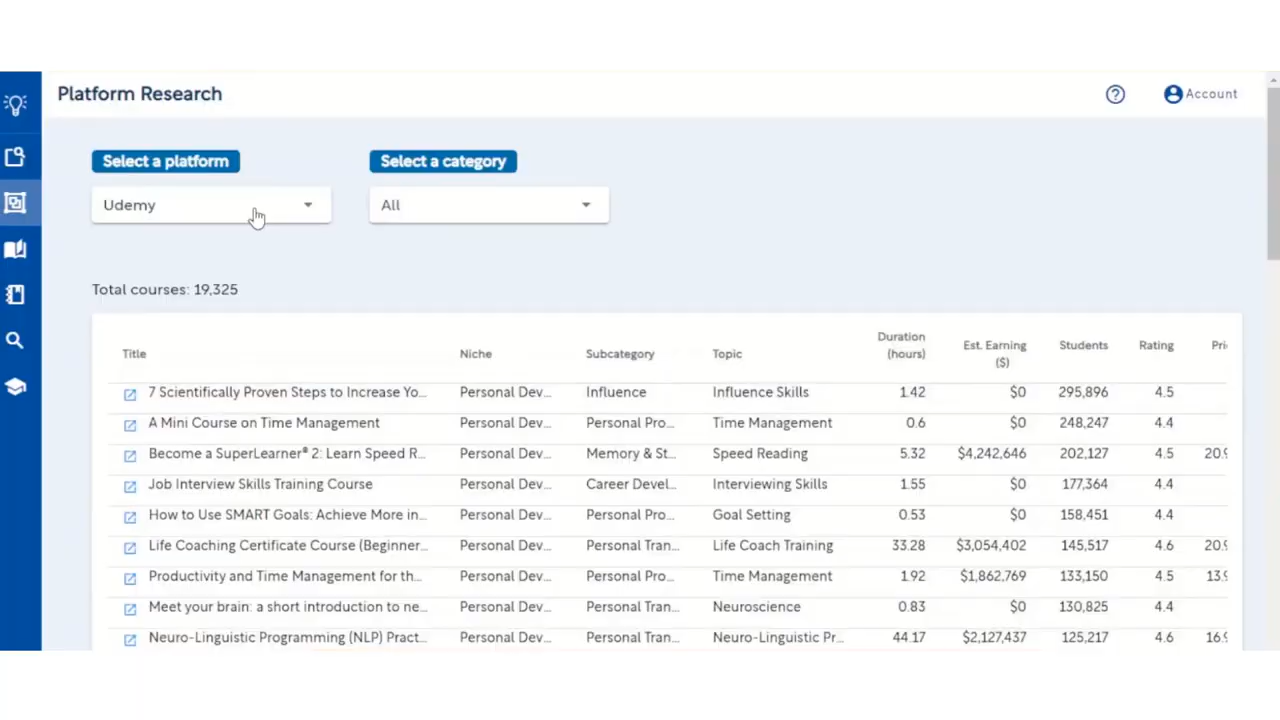 Platform Research
Account
Select a platform
Select a category
Udemy
All
Total courses: 19,325
Title Niche Subcategory Topic Duration (hours) Est. Earning ($) Students Rating Pri
7 Scientifically Proven Steps to Increase Yo... Personal Dev... Influence Influence Skills 1.42 $0 295,896 4.5
A Mini Course on Time Management Personal Dev... Personal Pro... Time Management 0.6 $0 248,247 4.4
Become a SuperLearner® 2: Learn Speed R... Personal Dev... Memory & St... Speed Reading 5.32 $4,242,646 202,127 4.5 20.9
Job Interview Skills Training Course Personal Dev... Career Devel... Interviewing Skills 1.55 $0 177,364 4.4
How to Use SMART Goals: Achieve More in... Personal Dev... Personal Pro... Goal Setting 0.53 $0 158,451 4.4
Life Coaching Certificate Course (Beginner... Personal Dev... Personal Tran... Life Coach Training 33.28 $3,054,402 145,517 4.6 20.9
Productivity and Time Management for th... Personal Dev... Personal Pro... Time Management 1.92 $1,862,769 133,150 4.5 13.9
Meet your brain: a short introduction to ne... Personal Dev... Personal Tran... Neuroscience 0.83 $0 130,825 4.4
Neuro-Linguistic Programming (NLP) Pract... Personal Dev... Personal Tran... Neuro-Linguistic Pr... 44.17 $2,127,437 125,217 4.6 16.9